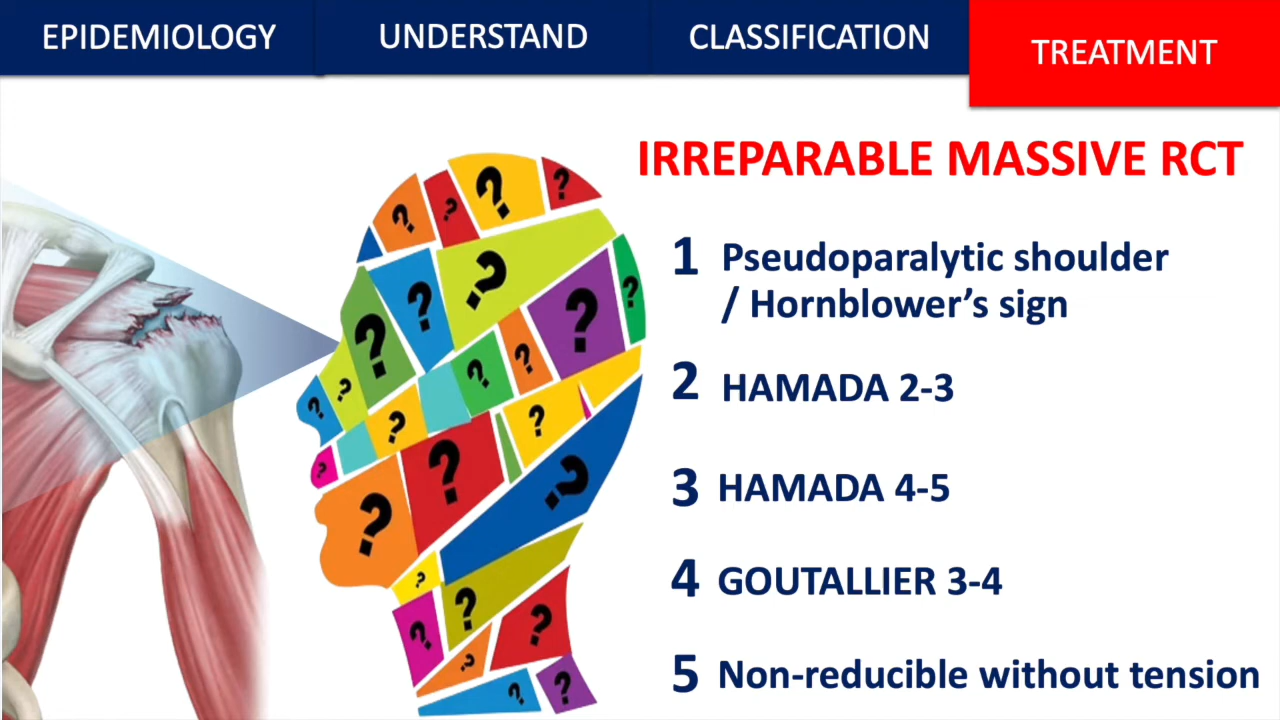 EPIDEMIOLOGY
UNDERSTAND
CLASSIFICATION
TREATMENT
IRREPARABLE MASSIVE RCT
1 Pseudoparalytic shoulder
/ Hornblower’s sign
2 HAMADA 2-3
3 HAMADA 4-5
4 GOUTALLIER 3-4
5 Non-reducible without tension